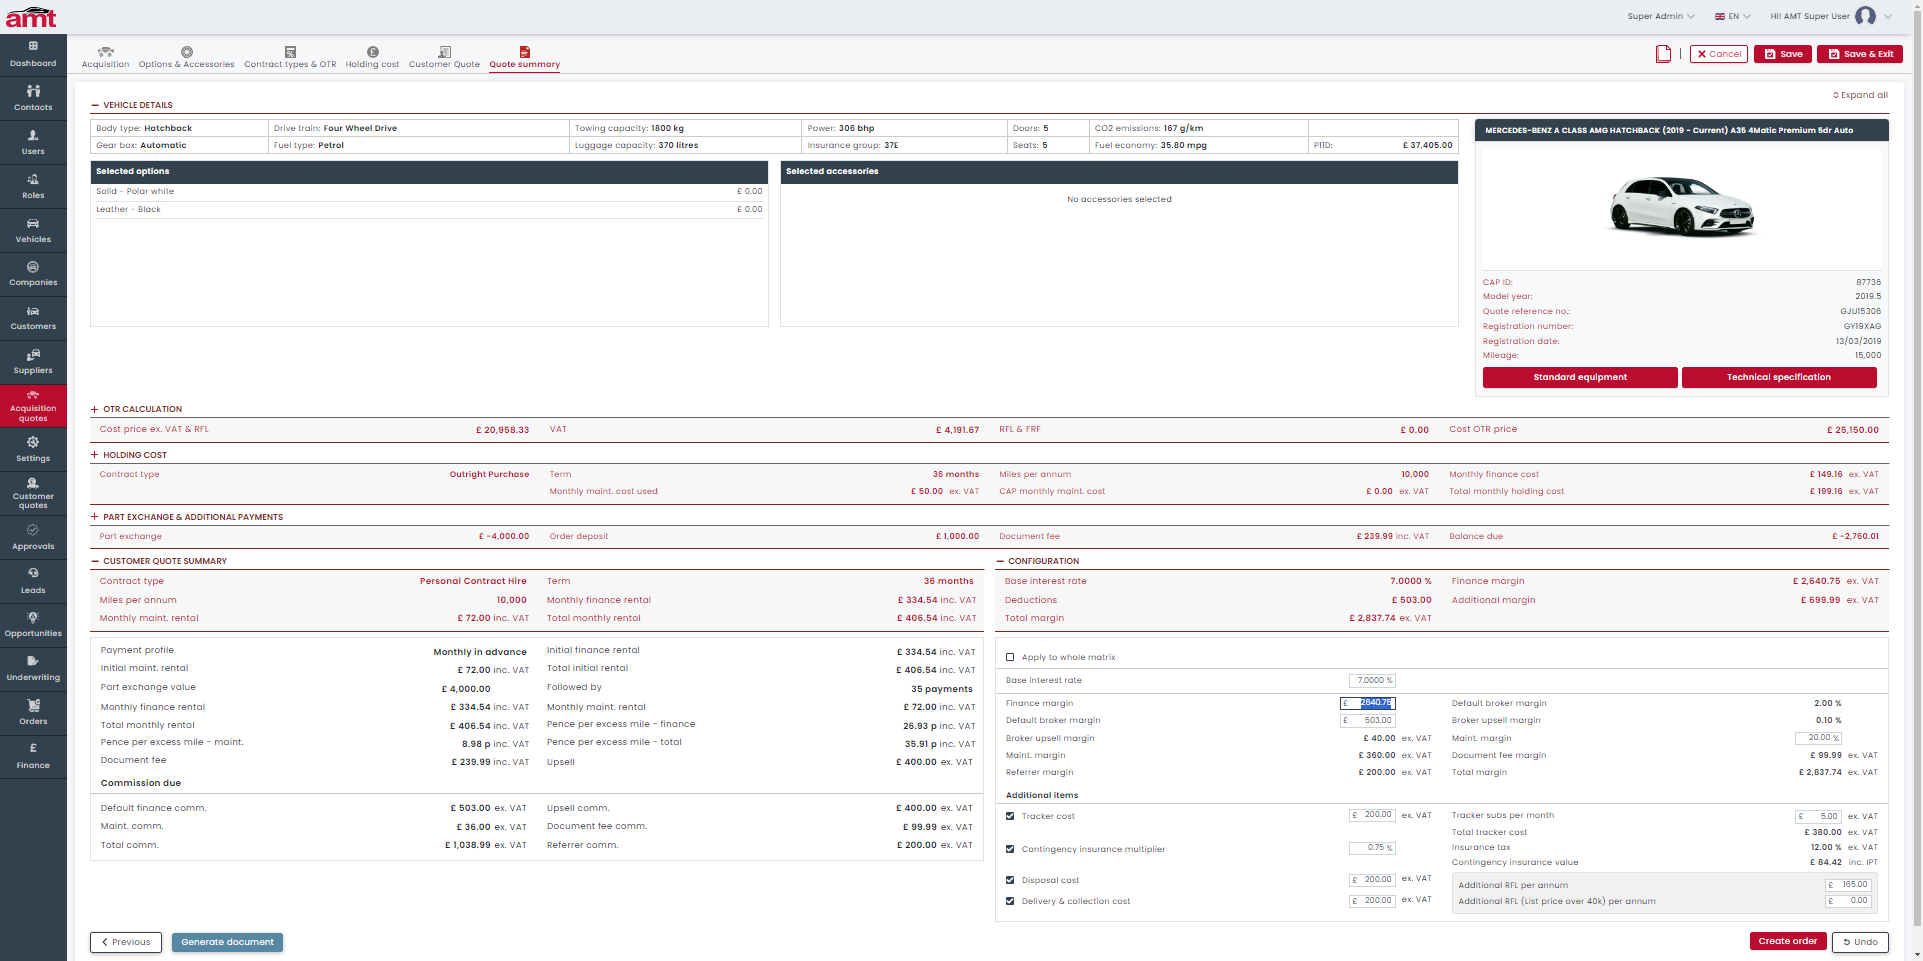 amt
Super Admin
EN
Hi! AMT Super User
Dashboard
Contacts
Users
Roles
Vehicles
Companies
Customers
Suppliers
Acquisition quotes
Settings
Customer quotes
Approvals
Leads
Opportunities
Underwriting
Orders
Finance
Acquisition
Options & Accessories
Contract types & OTR
Holding cost
Customer Quote
Quote summary
Cancel
Save
Save & Exit
VEHICLE DETAILS
Expand all
Body type: Hatchback
Drive train: Four Wheel Drive
Towing capacity: 1800 kg
Power: 306 bhp
Doors: 5
CO2 emissions: 167 g/km
Gear box: Automatic
Fuel type: Petrol
Luggage capacity: 370 litres
Insurance group: 37E
Seats: 5
Fuel economy: 35.80 mpg
P11D: £ 37,405.00
Selected options
Solid - Polar white £ 0.00
Leather - Black £ 0.00
Selected accessories
No accessories selected
MERCEDES-BENZ A CLASS AMG HATCHBACK (2019 - Current) A35 4Matic Premium 5dr Auto
CAP ID: 87736
Model year: 2019.5
Quote reference no.: GJU15306
Registration number: GY19XAG
Registration date: 13/03/2019
Mileage: 15,000
Standard equipment
Technical specification
OTR CALCULATION
Cost price ex. VAT & RFL £ 20,958.33
VAT £ 4,191.67
RFL & FRF £ 0.00
Cost OTR price £ 25,150.00
HOLDING COST
Contract type Outright Purchase
Term 36 months
Miles per annum 10,000
Monthly finance cost £ 149.16 ex. VAT
Monthly maint. cost used £ 50.00 ex. VAT
CAP monthly maint. cost £ 0.00 ex. VAT
Total monthly holding cost £ 199.16 ex. VAT
PART EXCHANGE & ADDITIONAL PAYMENTS
Part exchange £ -4,000.00
Order deposit £ 1,000.00
Document fee £ 239.99 inc. VAT
Balance due £ -2,760.01
CUSTOMER QUOTE SUMMARY
Contract type Personal Contract Hire
Term 36 months
Miles per annum 10,000
Monthly finance rental £ 334.54 inc. VAT
Monthly maint. rental £ 72.00 inc. VAT
Total monthly rental £ 406.54 inc. VAT
Payment profile Monthly in advance
Initial finance rental £ 334.54 inc. VAT
Initial maint. rental £ 72.00 inc. VAT
Total initial rental £ 406.54 inc. VAT
Part exchange value £ 4,000.00
Followed by 35 payments
Monthly finance rental £ 334.54 inc. VAT
Monthly maint. rental £ 72.00 inc. VAT
Total monthly rental £ 406.54 inc. VAT
Pence per excess mile - finance 26.93 p inc. VAT
Pence per excess mile - maint. 8.98 p inc. VAT
Pence per excess mile - total 35.91 p inc. VAT
Document fee £ 239.99 inc. VAT
Upsell £ 400.00 ex. VAT
Commission due
Default finance comm. £ 503.00 ex. VAT
Upsell comm. £ 400.00 ex. VAT
Maint. comm. £ 36.00 ex. VAT
Document fee comm. £ 99.99 ex. VAT
Total comm. £ 1,038.99 ex. VAT
Referrer comm. £ 200.00 ex. VAT
CONFIGURATION
Base interest rate 7.0000 %
Finance margin £ 2,640.75 ex. VAT
Deductions £ 503.00
Additional margin £ 699.99 ex. VAT
Total margin £ 2,837.74 ex. VAT
Apply to whole matrix
Base interest rate 7.0000 %
Finance margin £ 2640.75
Default broker margin 2.00 %
Default broker margin £ 503.00
Broker upsell margin 0.10 %
Broker upsell margin £ 40.00 ex. VAT
Maint. margin 20.00 %
Maint. margin £ 360.00 ex. VAT
Document fee margin £ 99.99 ex. VAT
Referrer margin £ 200.00 ex. VAT
Total margin £ 2,837.74 ex. VAT
Additional items
Tracker cost £ 200.00 ex. VAT
Tracker subs per month £ 5.00 ex. VAT
Total tracker cost £ 380.00 ex. VAT
Contingency insurance multiplier 0.75 %
Insurance tax 12.00 % ex. VAT
Contingency insurance value £ 84.42 inc. IPT
Disposal cost £ 200.00 ex. VAT
Additional RFL per annum £ 165.00
Delivery & collection cost £ 200.00 ex. VAT
Additional RFL (List price over 40k) per annum £ 0.00
Previous
Generate document
Create order
Undo